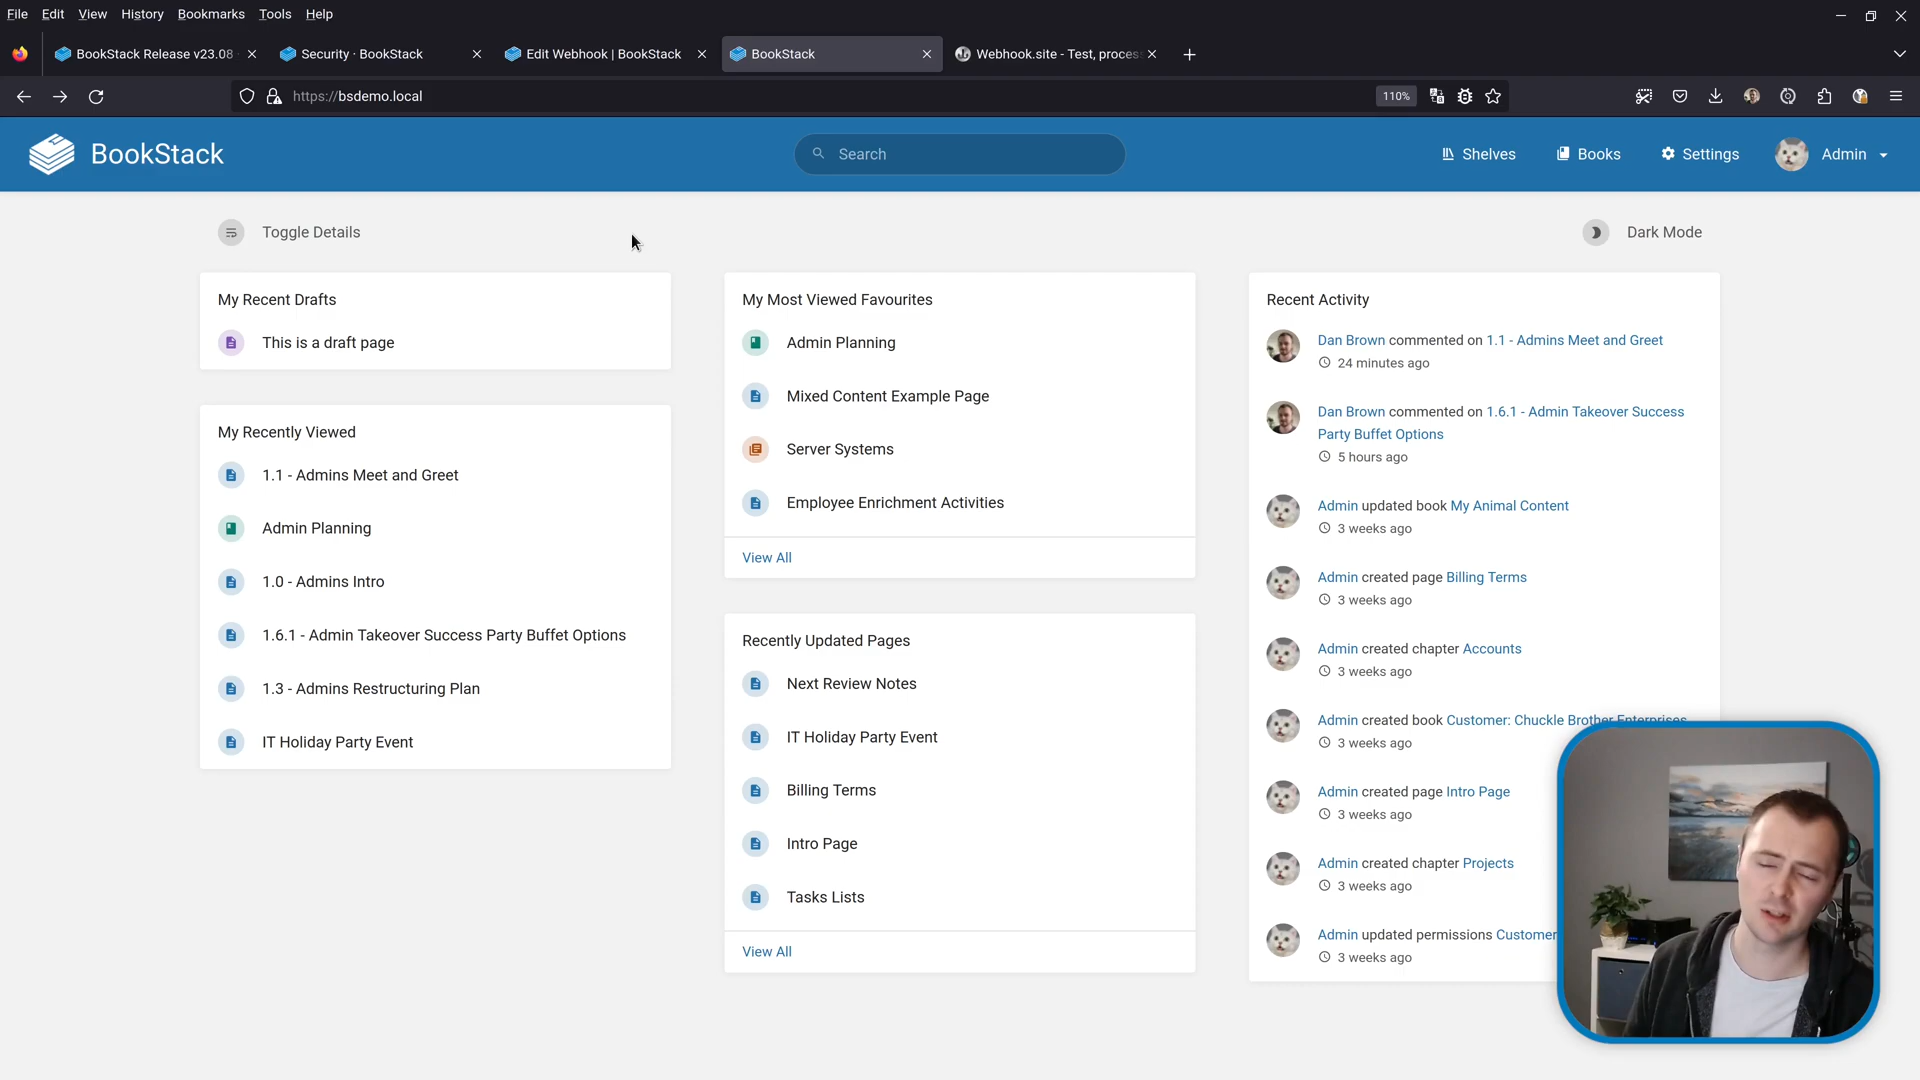 File Edit View History Bookmarks Tools Help
BookStack Release v23.08
Security · BookStack
Edit Webhook | BookStack
BookStack
Webhook.site - Test, proces
https://bsdemo.local
110%
BookStack
Search
Shelves
Books
Settings
Admin
Toggle Details
Dark Mode
My Recent Drafts
This is a draft page
My Recently Viewed
1.1 - Admins Meet and Greet
Admin Planning
1.0 - Admins Intro
1.6.1 - Admin Takeover Success Party Buffet Options
1.3 - Admins Restructuring Plan
IT Holiday Party Event
My Most Viewed Favourites
Admin Planning
Mixed Content Example Page
Server Systems
Employee Enrichment Activities
View All
Recently Updated Pages
Next Review Notes
IT Holiday Party Event
Billing Terms
Intro Page
Tasks Lists
View All
Recent Activity
Dan Brown commented on 1.1 - Admins Meet and Greet
24 minutes ago
Dan Brown commented on 1.6.1 - Admin Takeover Success
Party Buffet Options
5 hours ago
Admin updated book My Animal Content
3 weeks ago
Admin created page Billing Terms
3 weeks ago
Admin created chapter Accounts
3 weeks ago
Admin created book Customer: Chuckle Brother Enterprises
3 weeks ago
Admin created page Intro Page
3 weeks ago
Admin created chapter Projects
3 weeks ago
Admin updated permissions Customer
3 weeks ago